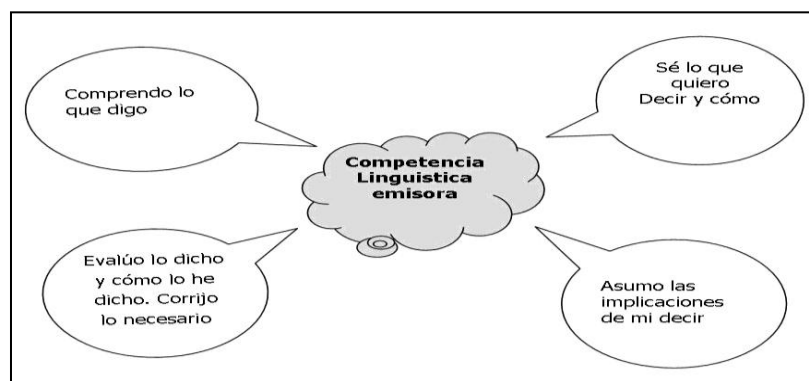 Comprendo lo
que digo
Sé lo que
quiero
Decir y cómo
Competencia
Linguistica
emisora
Evalúo lo dicho
y cómo lo he
dicho. Corrijo
lo necesario
Asumo las
implicaciones
de mi decir